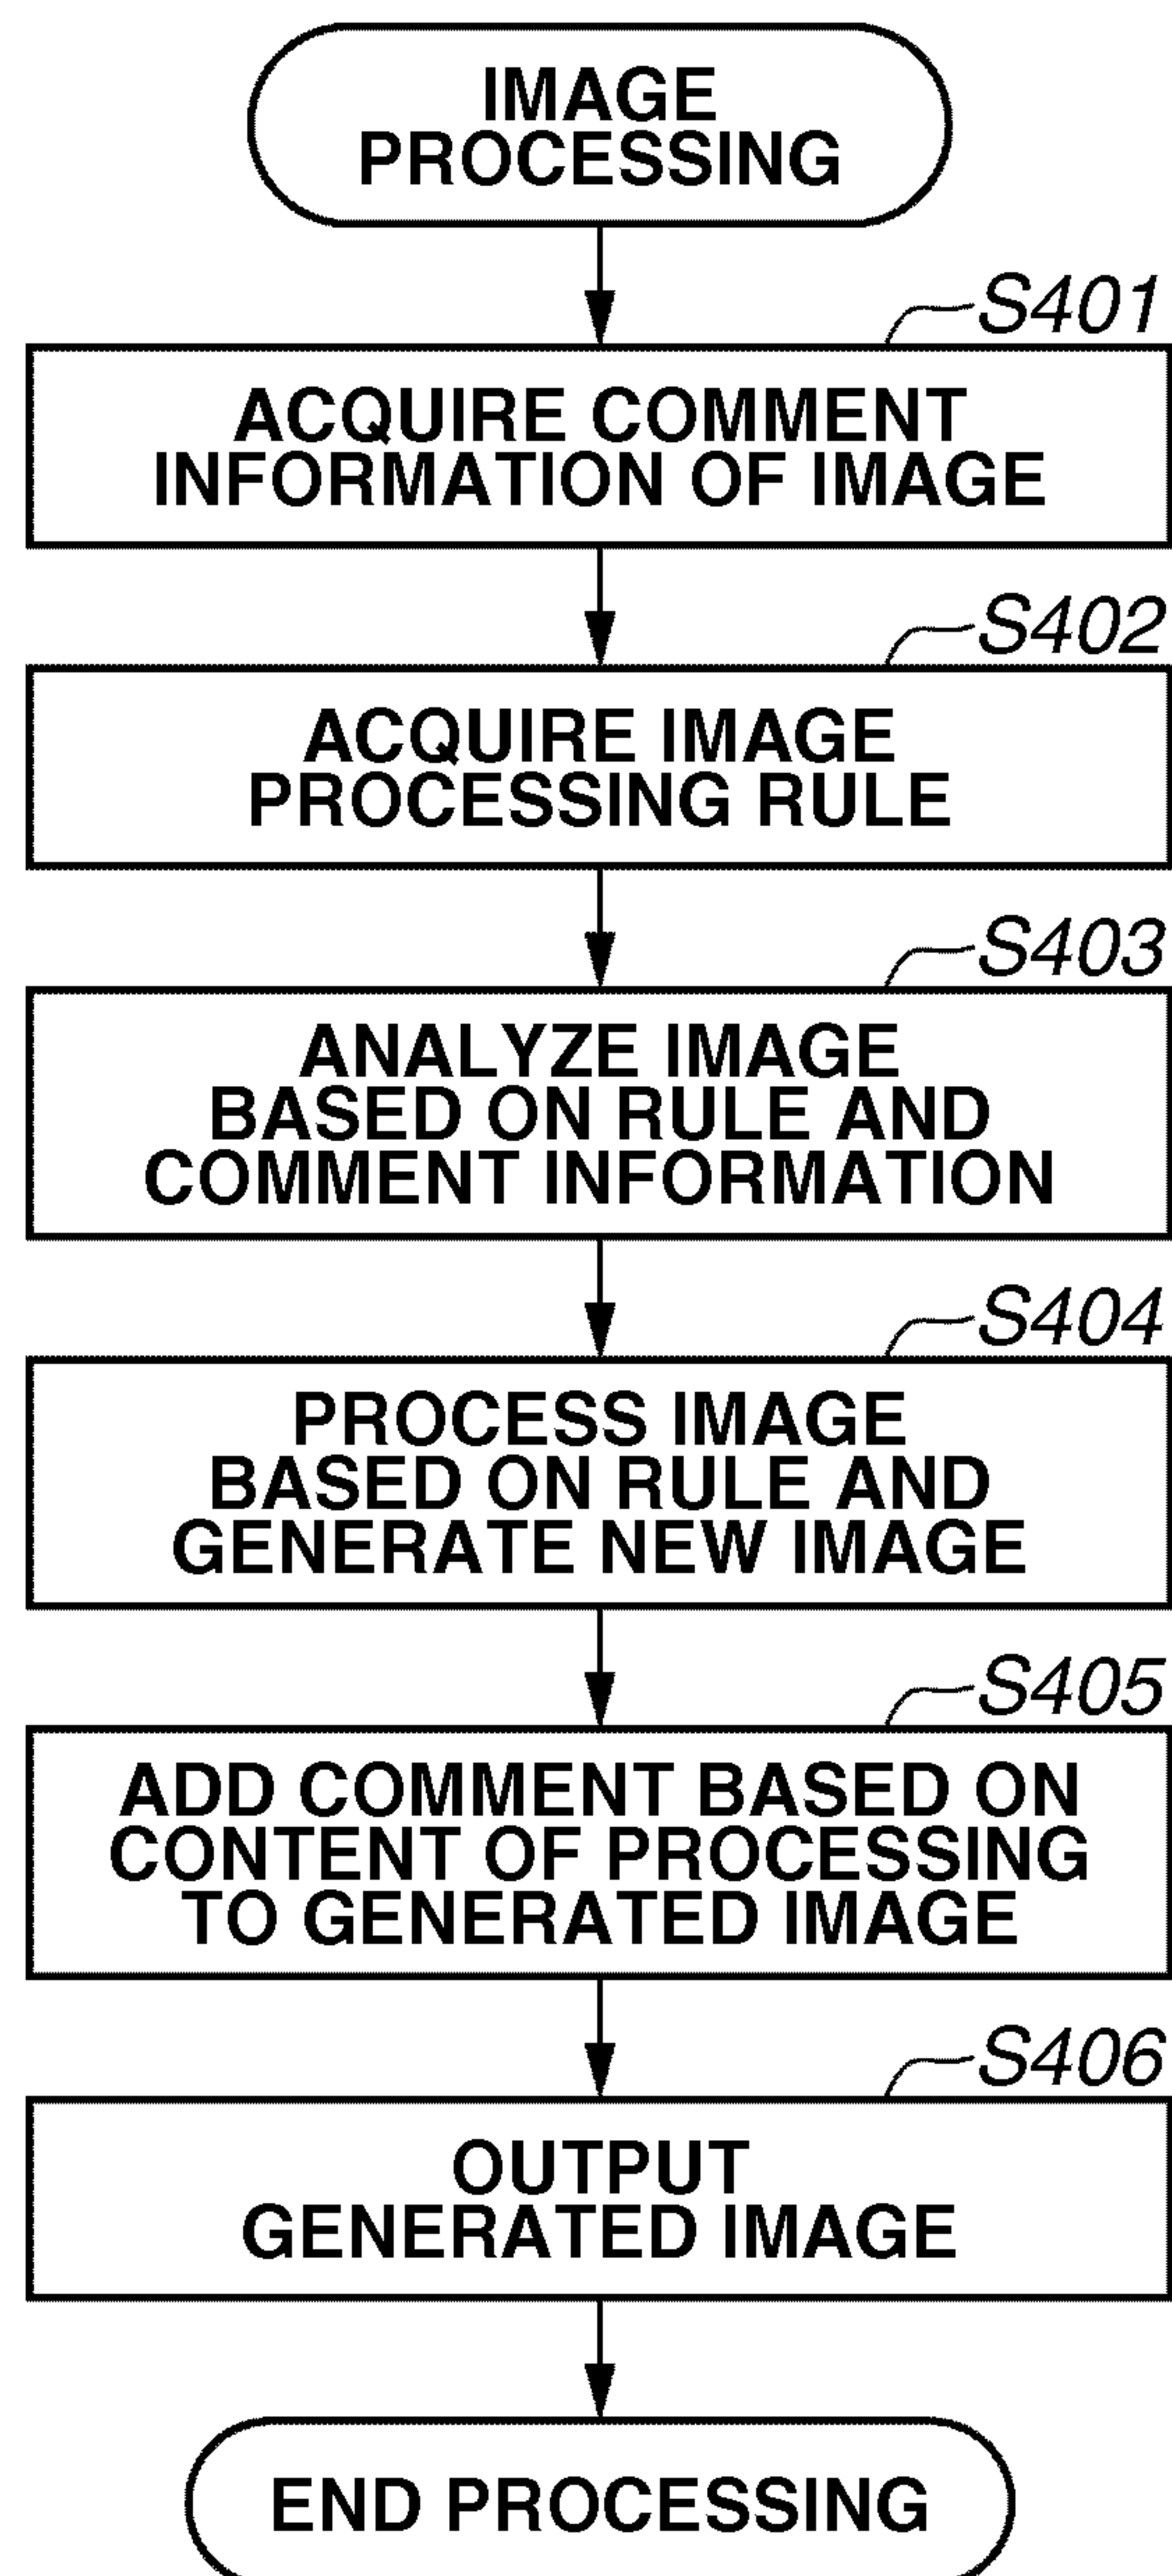 IMAGE
PROCESSING
S401
ACQUIRE COMMENT
INFORMATION OF IMAGE
S402
ACQUIRE IMAGE
PROCESSING RULE
S403
ANALYZE IMAGE
BASED ON RULE AND
COMMENT INFORMATION
S404
PROCESS IMAGE
BASED ON RULE AND
GENERATE NEW IMAGE
S405
ADD COMMENT BASED ON
CONTENT OF PROCESSING
TO GENERATED IMAGE
S406
OUTPUT
GENERATED IMAGE
END PROCESSING